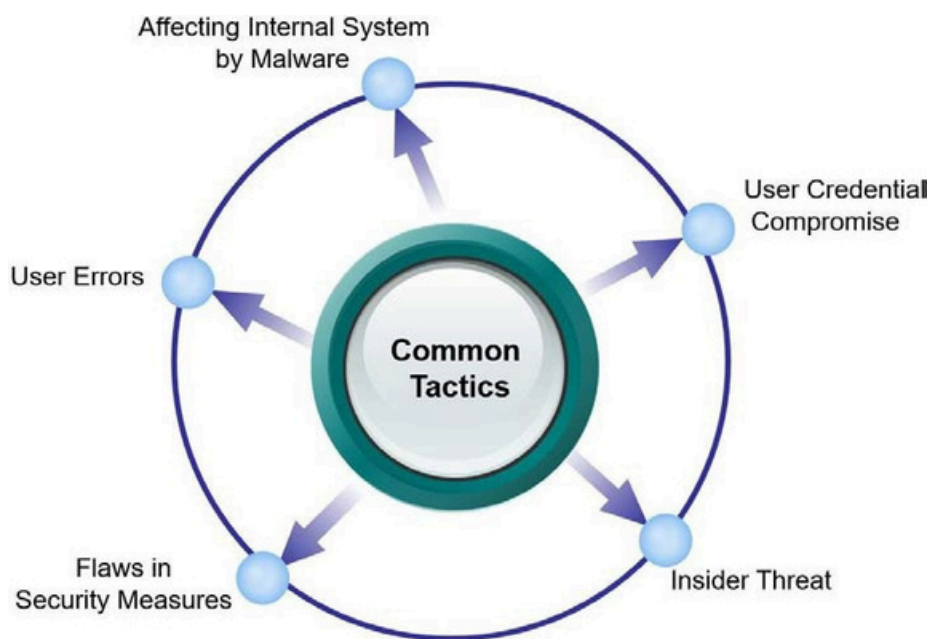 Affecting Internal System
by Malware
User Credential
Compromise
User Errors
Common
Tactics
Flaws in
Security Measures
Insider Threat